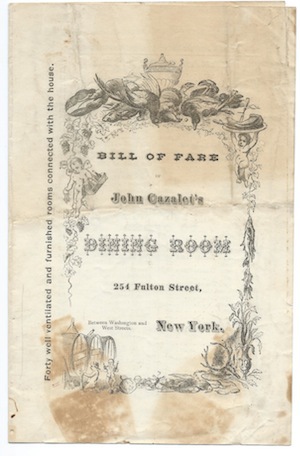 BILL OF FARE
OF
John Cazalet's
DINING ROOM
254 Fulton Street,
Between Washington and
West Streets.
New York.
Forty well ventilated and furnished rooms connected with the house.